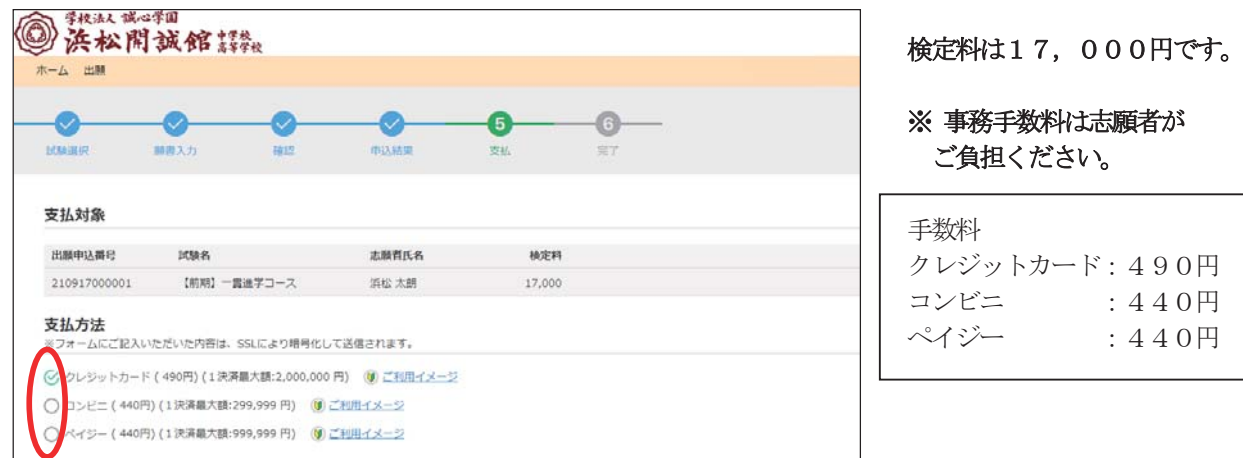 学校法人 誠心学園
浜松開誠館 中学校 高等学校
ホーム 出願
5 6
試験選択 願書入力 確認 申込結果 支払 完了
支払対象
出願申込番号 試験名 志願者氏名 検定料
210917000001 【前期】一貫進学コース 浜松 太朗 17,000
支払方法
※フォームにご記入いただいた内容は、SSLにより暗号化して送信されます。
クレジットカード ( 490円) (1決済最大額:2,000,000 円) ご利用イメージ
コンビニ ( 440円) (1決済最大額:299,999 円) ご利用イメージ
ペイジー ( 440円) (1決済最大額:999,999 円) ご利用イメージ
検定料は17,000円です。
※ 事務手数料は志願者が
ご負担ください。
手数料
クレジットカード:490円
コンビニ :440円
ペイジー :440円